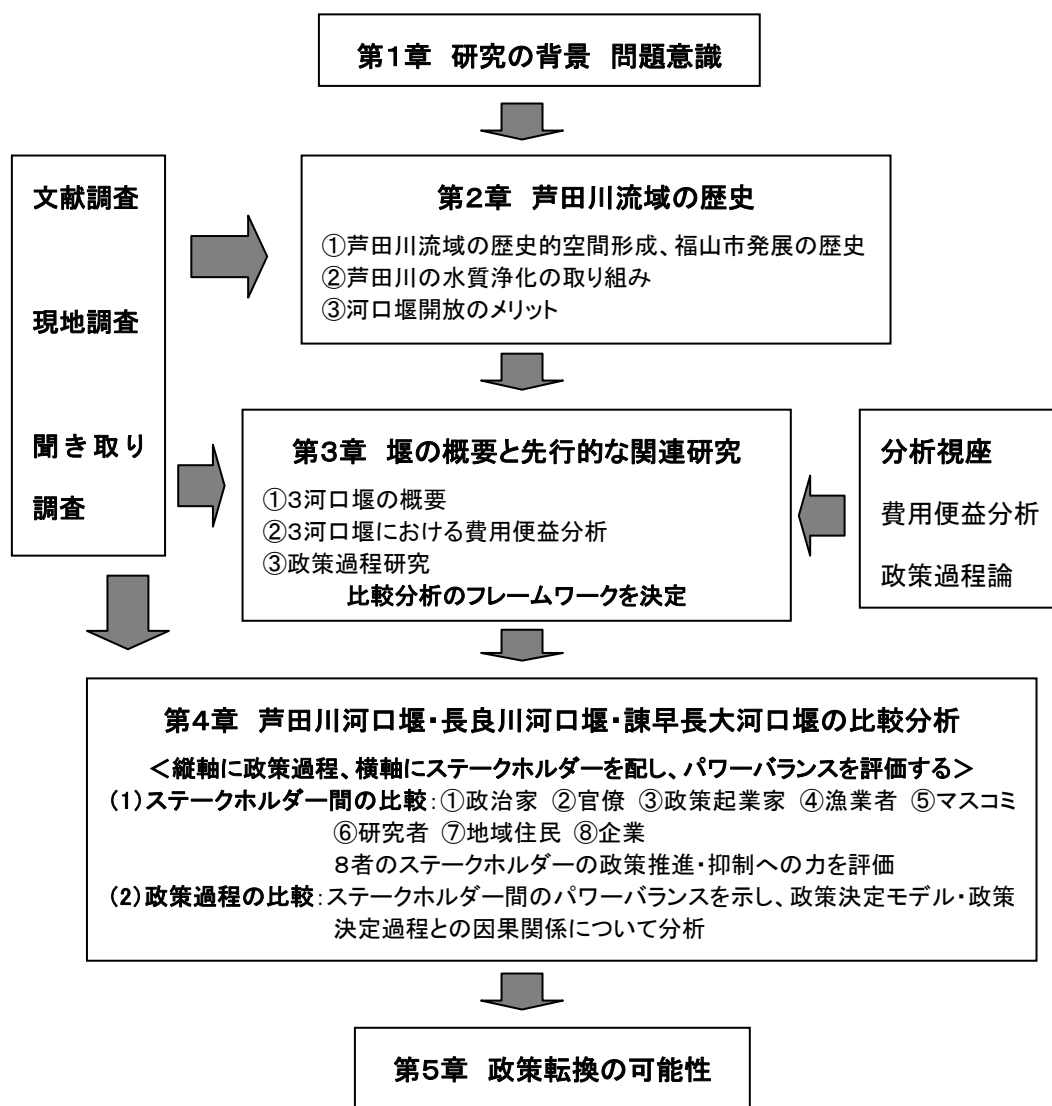 第1章 研究の背景 問題意識
文献調査
現地調査
聞き取り
調査
第2章 芦田川流域の歴史
①芦田川流域の歴史的空間形成、福山市発展の歴史
②芦田川の水質浄化の取り組み
③河口堰開放のメリット
第3章 堰の概要と先行的な関連研究
①3河口堰の概要
②3河口堰における費用便益分析
③政策過程研究
比較分析のフレームワークを決定
分析視座
費用便益分析
政策過程論
第4章 芦田川河口堰・長良川河口堰・諫早長大河口堰の比較分析
＜縦軸に政策過程、横軸にステークホルダーを配し、パワーバランスを評価する＞
(1)ステークホルダー間の比較：①政治家 ②官僚 ③政策起業家 ④漁業者 ⑤マスコミ
⑥研究者 ⑦地域住民 ⑧企業
8者のステークホルダーの政策推進・抑制への力を評価
(2)政策過程の比較：ステークホルダー間のパワーバランスを示し、政策決定モデル・政策
決定過程との因果関係について分析
第5章 政策転換の可能性